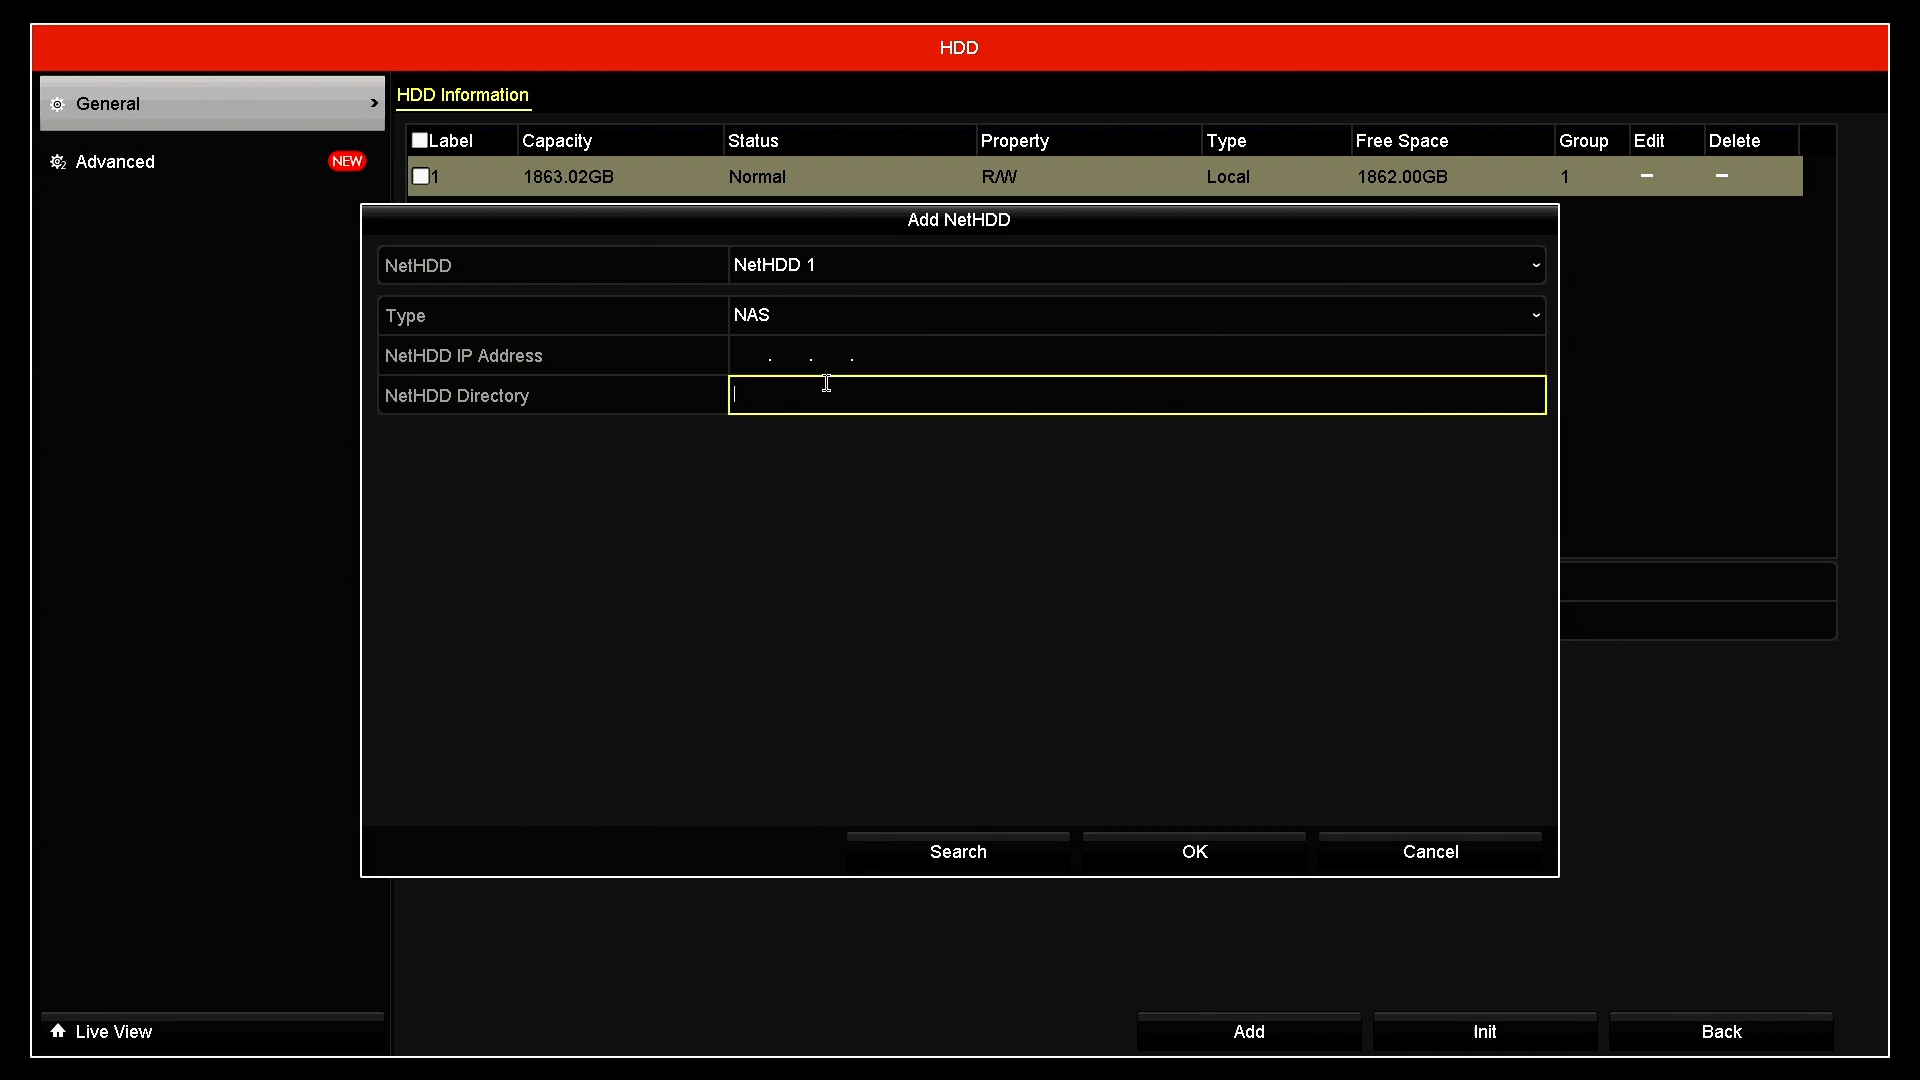 HDD
General
Advanced NEW
HDD Information
Label Capacity Status Property Type Free Space Group Edit Delete
1 1863.02GB Normal R/W Local 1862.00GB 1 – –
Add NetHDD
NetHDD NetHDD 1
Type NAS
NetHDD IP Address . . .
NetHDD Directory
Search OK Cancel
Live View Add Init Back